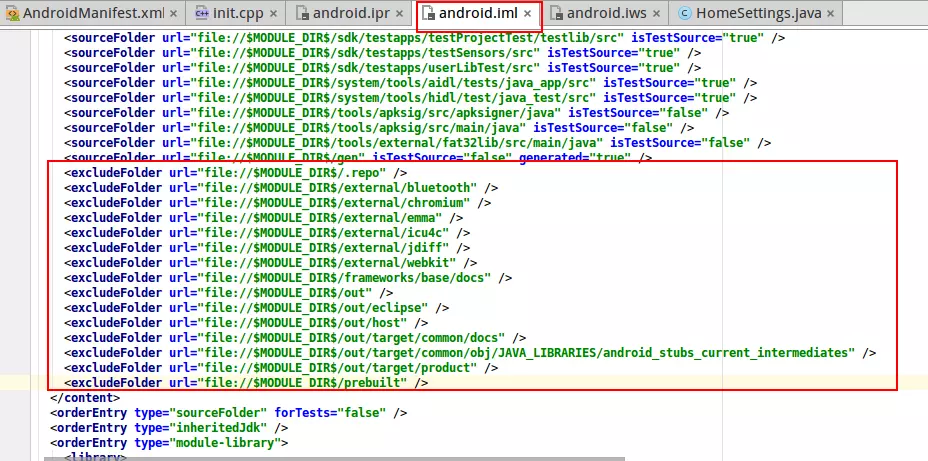 AndroidManifest.xml × init.cpp × android.ipr × android.iml × android.iws × HomeSettings.java ×
<sourceFolder url="file://$MODULE_DIR$/sdk/testapps/testProjectTest/testlib/src" isTestSource="true" />
<sourceFolder url="file://$MODULE_DIR$/sdk/testapps/testSensors/src" isTestSource="true" />
<sourceFolder url="file://$MODULE_DIR$/sdk/testapps/userLibTest/src" isTestSource="true" />
<sourceFolder url="file://$MODULE_DIR$/system/tools/aidl/tests/java_app/src" isTestSource="true" />
<sourceFolder url="file://$MODULE_DIR$/system/tools/hidl/test/java_test/src" isTestSource="true" />
<sourceFolder url="file://$MODULE_DIR$/tools/apksig/src/apksigner/java" isTestSource="false" />
<sourceFolder url="file://$MODULE_DIR$/tools/apksig/src/main/java" isTestSource="false" />
<sourceFolder url="file://$MODULE_DIR$/tools/external/fat32lib/src/main/java" isTestSource="false" />
<sourceFolder url="file://$MODULE_DIR$/gen" isTestSource="false" generated="true" />
<excludeFolder url="file://$MODULE_DIR$/.repo" />
<excludeFolder url="file://$MODULE_DIR$/external/bluetooth" />
<excludeFolder url="file://$MODULE_DIR$/external/chromium" />
<excludeFolder url="file://$MODULE_DIR$/external/emma" />
<excludeFolder url="file://$MODULE_DIR$/external/icu4c" />
<excludeFolder url="file://$MODULE_DIR$/external/jdiff" />
<excludeFolder url="file://$MODULE_DIR$/external/webkit" />
<excludeFolder url="file://$MODULE_DIR$/frameworks/base/docs" />
<excludeFolder url="file://$MODULE_DIR$/out" />
<excludeFolder url="file://$MODULE_DIR$/out/eclipse" />
<excludeFolder url="file://$MODULE_DIR$/out/host" />
<excludeFolder url="file://$MODULE_DIR$/out/target/common/docs" />
<excludeFolder url="file://$MODULE_DIR$/out/target/common/obj/JAVA_LIBRARIES/android_stubs_current_intermediates" />
<excludeFolder url="file://$MODULE_DIR$/out/target/product" />
<excludeFolder url="file://$MODULE_DIR$/prebuilt" />
</content>
<orderEntry type="sourceFolder" forTests="false" />
<orderEntry type="inheritedJdk" />
<orderEntry type="module-library">
<library>